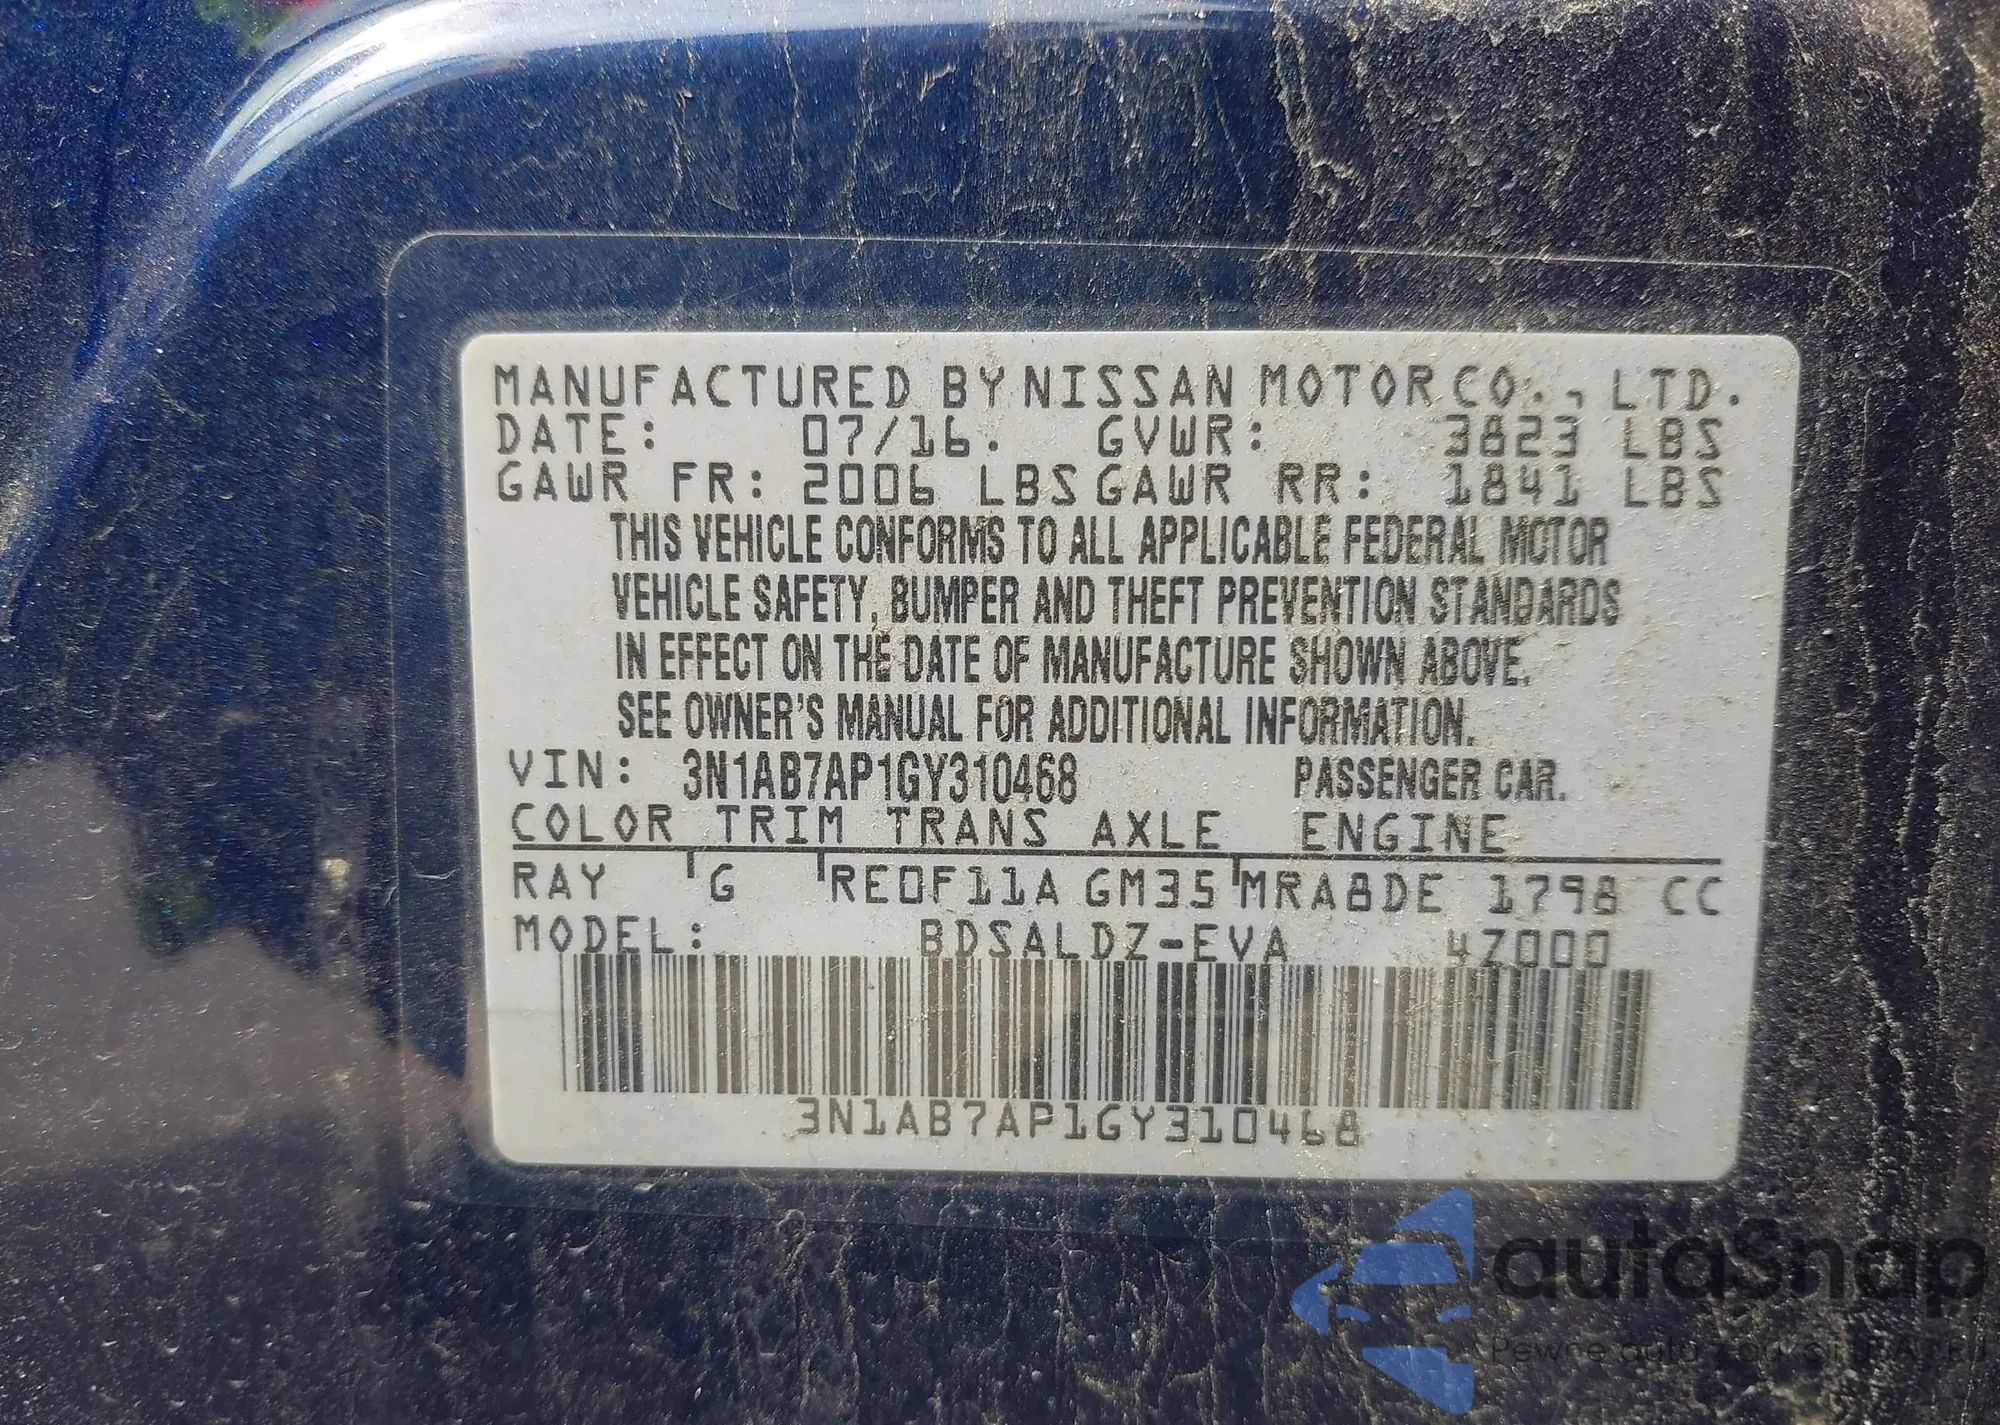 MANUFACTURED BY NISSAN MOTOR CO., LTD.
DATE: 07/16. GVWR: 3823 LBS
GAWR FR: 2006 LBS GAWR RR: 1841 LBS
THIS VEHICLE CONFORMS TO ALL APPLICABLE FEDERAL MOTOR
VEHICLE SAFETY, BUMPER AND THEFT PREVENTION STANDARDS
IN EFFECT ON THE DATE OF MANUFACTURE SHOWN ABOVE.
SEE OWNER'S MANUAL FOR ADDITIONAL INFORMATION.
VIN: 3N1AB7AP1GY310468 PASSENGER CAR.
COLOR TRIM TRANS AXLE ENGINE
RAY G RE0F11A GM35 MRA8DE 1798 CC
MODEL: BDSALDZ-EVA 4Z000
3N1AB7AP1GY310468
autaSnap
Pewne auta z